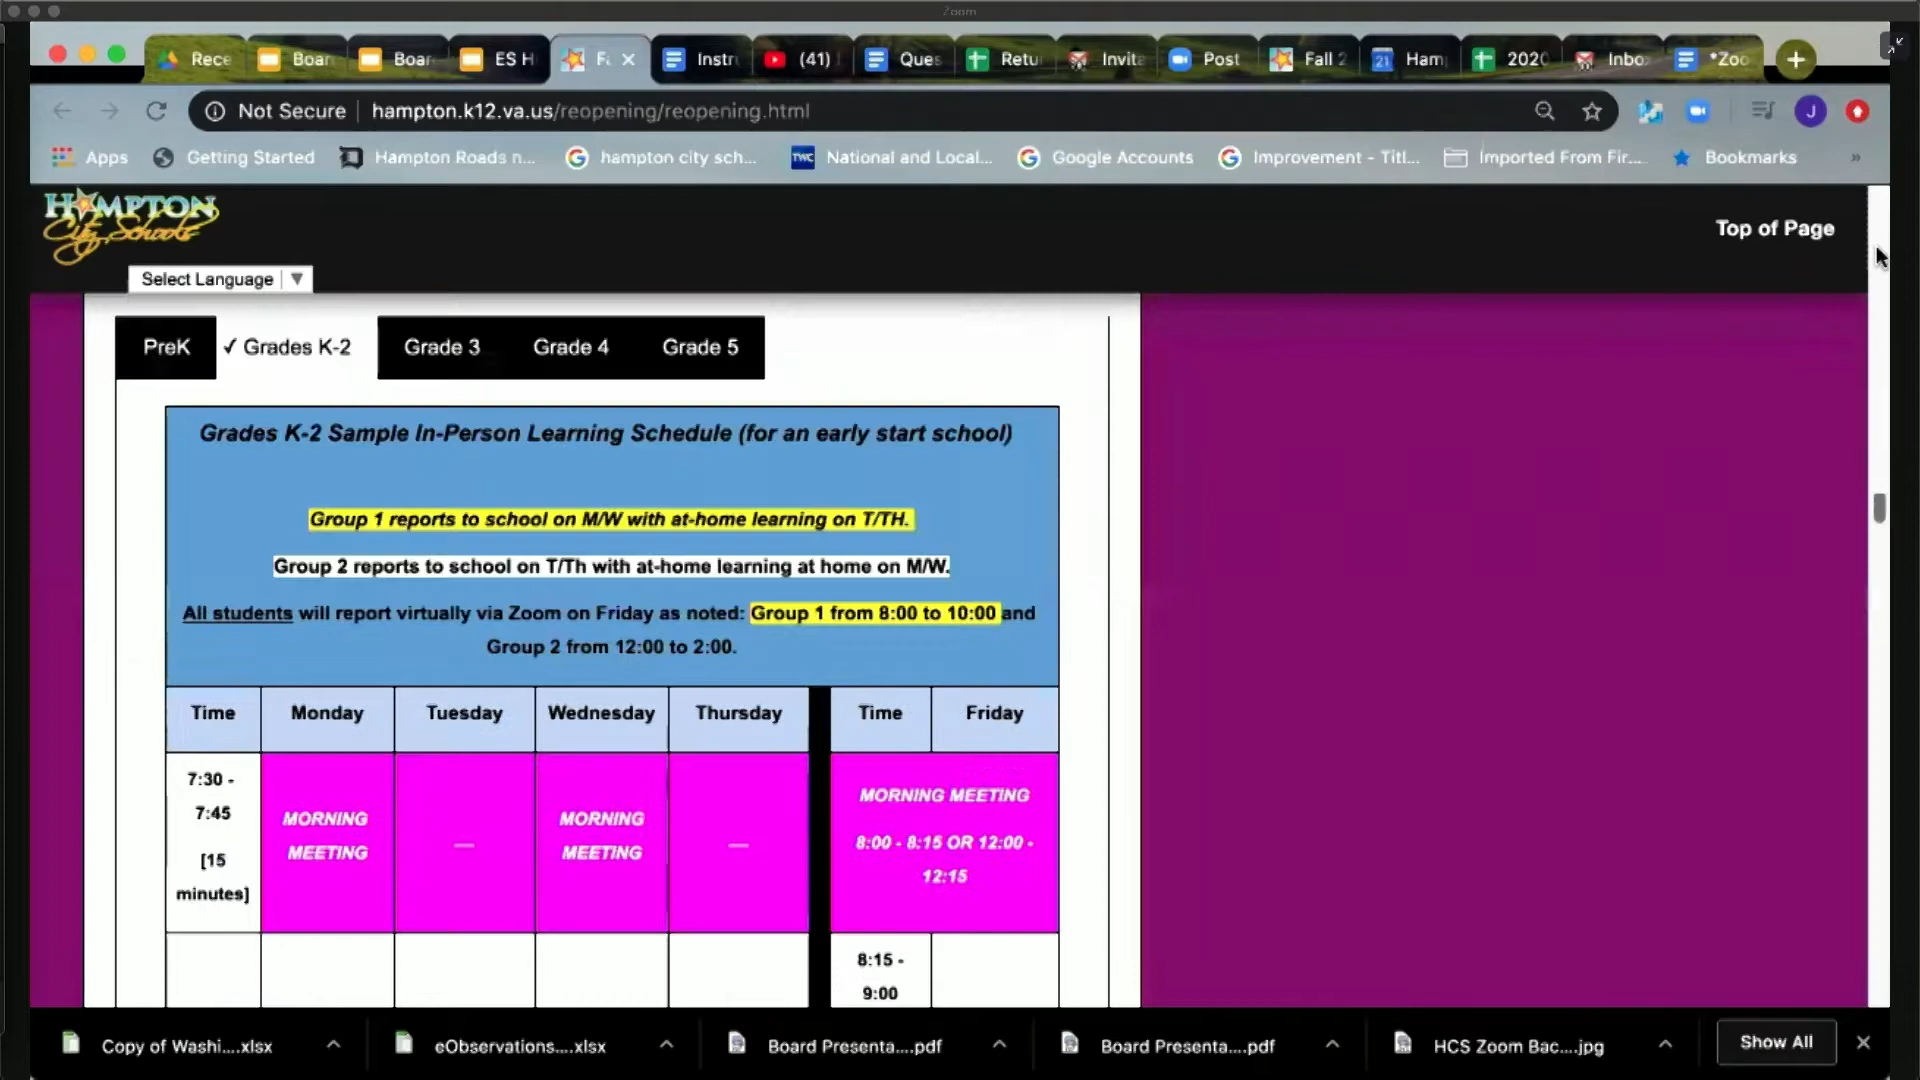 Zoom
Rece
Boar
Boar
ES H
Fa
Instr
(41)
Ques
Retu
Invita
Post
Fall 2
21
Ham
2020
Inbo
*Zoo
Not Secure
hampton.k12.va.us/reopening/reopening.html
J
Apps
Getting Started
Hampton Roads n...
hampton city sch...
TWC
National and Local...
Google Accounts
Improvement - Titl...
Imported From Fir...
Bookmarks
»
HAMPTON
City Schools
Top of Page
Select Language
PreK
✓ Grades K-2
Grade 3
Grade 4
Grade 5
Grades K-2 Sample In-Person Learning Schedule (for an early start school)
Group 1 reports to school on M/W with at-home learning on T/TH.
Group 2 reports to school on T/Th with at-home learning at home on M/W.
All students will report virtually via Zoom on Friday as noted: Group 1 from 8:00 to 10:00 and
Group 2 from 12:00 to 2:00.
Time
Monday
Tuesday
Wednesday
Thursday
Time
Friday
7:30 -
7:45
[15
minutes]
MORNING
MEETING
—
MORNING
MEETING
—
MORNING MEETING
8:00 - 8:15 OR 12:00 -
12:15
8:15 -
9:00
Copy of Washi....xlsx
eObservations....xlsx
Board Presenta....pdf
Board Presenta....pdf
HCS Zoom Bac....jpg
Show All